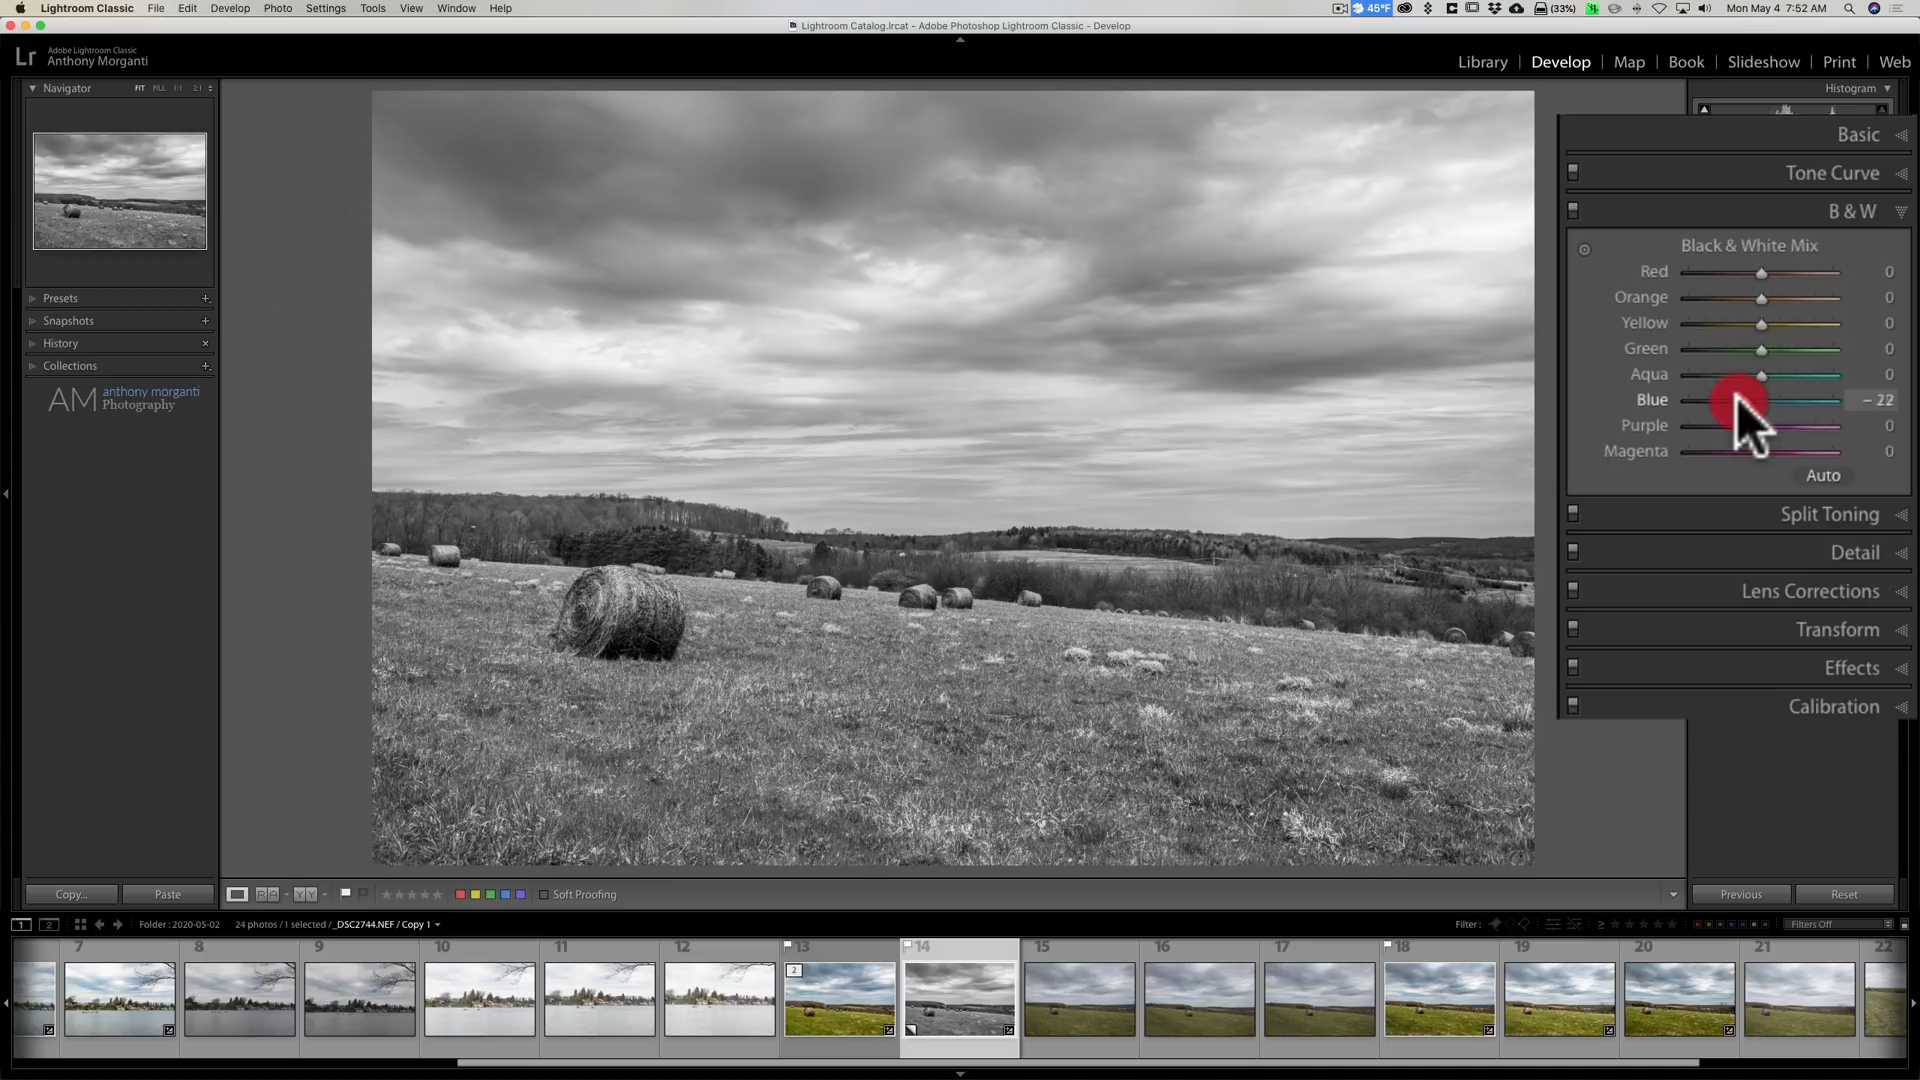 Lightroom Classic File Edit Develop Photo Settings Tools View Window Help
45°F (33%) Mon May 4 7:52 AM
Lightroom Catalog.lrcat - Adobe Photoshop Lightroom Classic - Develop
Lr Adobe Lightroom Classic
Anthony Morganti
Library | Develop | Map | Book | Slideshow | Print | Web
Navigator FIT FILL 1:1 2:1
Histogram
Presets
Snapshots
History
Collections
AM anthony morganti
Photography
Basic
Tone Curve
B & W
Black & White Mix
Red 0
Orange 0
Yellow 0
Green 0
Aqua 0
Blue – 22
Purple 0
Magenta 0
Auto
Split Toning
Detail
Lens Corrections
Transform
Effects
Calibration
Copy... Paste
R A Y Y Soft Proofing
Previous Reset
1 2 Folder : 2020-05-02 24 photos / 1 selected / _DSC2744.NEF / Copy 1
Filter : ≥ Filters Off
7 8 9 10 11 12 13 14 15 16 17 18 19 20 21 22
2